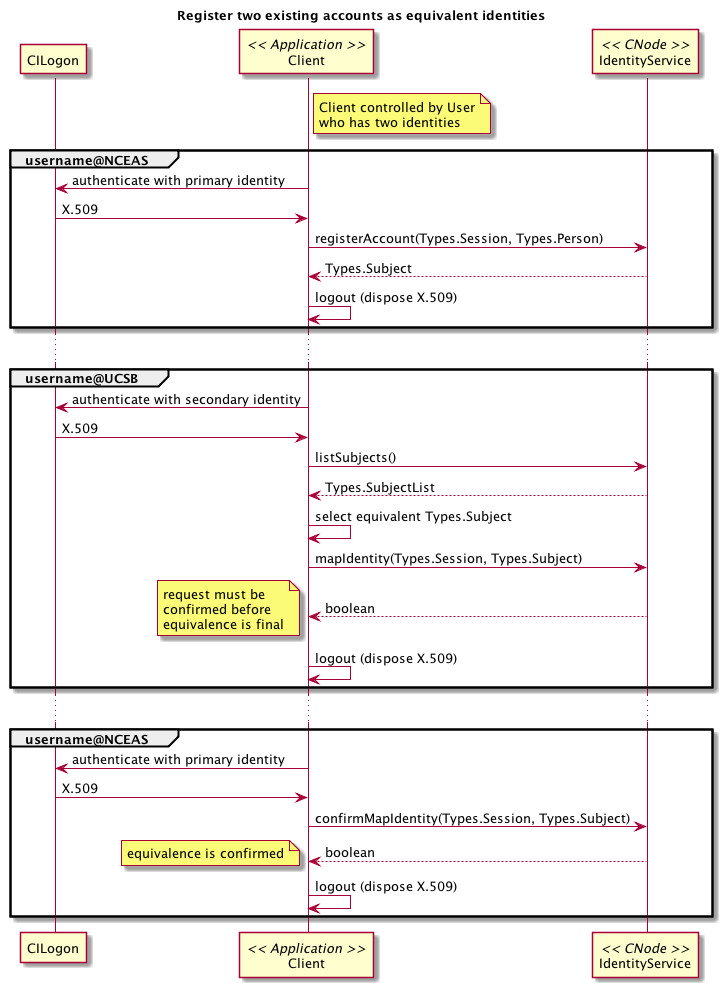 Register two existing accounts as equivalent identities
CILogon
<< Application >>
Client
<< CNode >>
IdentityService
Client controlled by User
who has two identities
username@NCEAS
authenticate with primary identity
X.509
registerAccount(Types.Session, Types.Person)
Types.Subject
logout (dispose X.509)
username@UCSB
authenticate with secondary identity
X.509
listSubjects()
Types.SubjectList
select equivalent Types.Subject
mapIdentity(Types.Session, Types.Subject)
request must be
confirmed before
equivalence is final
boolean
logout (dispose X.509)
username@NCEAS
authenticate with primary identity
X.509
confirmMapIdentity(Types.Session, Types.Subject)
equivalence is confirmed
boolean
logout (dispose X.509)
CILogon
<< Application >>
Client
<< CNode >>
IdentityService